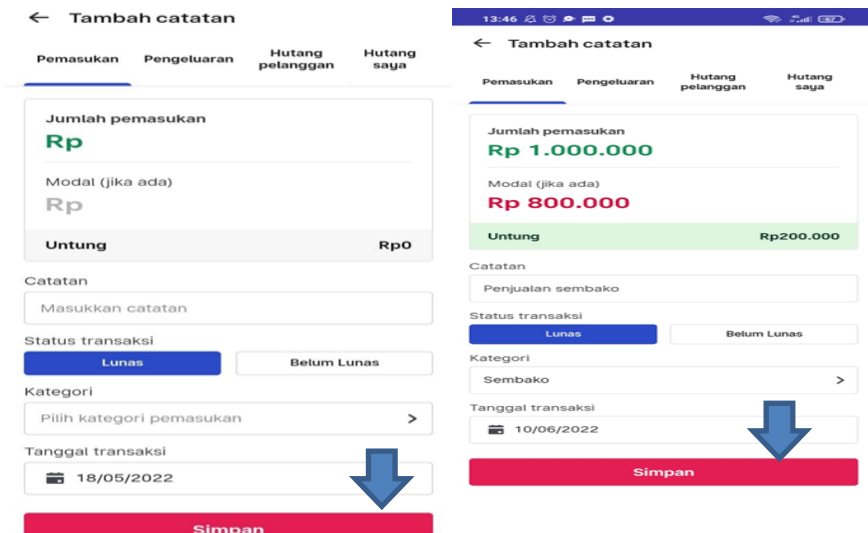 ← Tambah catatan
Pemasukan Pengeluaran Hutang pelanggan Hutang saya
Jumlah pemasukan
Rp
Modal (jika ada)
Rp
Untung Rp0
Catatan
Masukkan catatan
Status transaksi
Lunas Belum Lunas
Kategori
Pilih kategori pemasukan >
Tanggal transaksi
18/05/2022
Simpan
13:46
← Tambah catatan
Pemasukan Pengeluaran Hutang pelanggan Hutang saya
Jumlah pemasukan
Rp 1.000.000
Modal (jika ada)
Rp 800.000
Untung Rp200.000
Catatan
Penjualan sembako
Status transaksi
Lunas Belum Lunas
Kategori
Sembako >
Tanggal transaksi
10/06/2022
Simpan